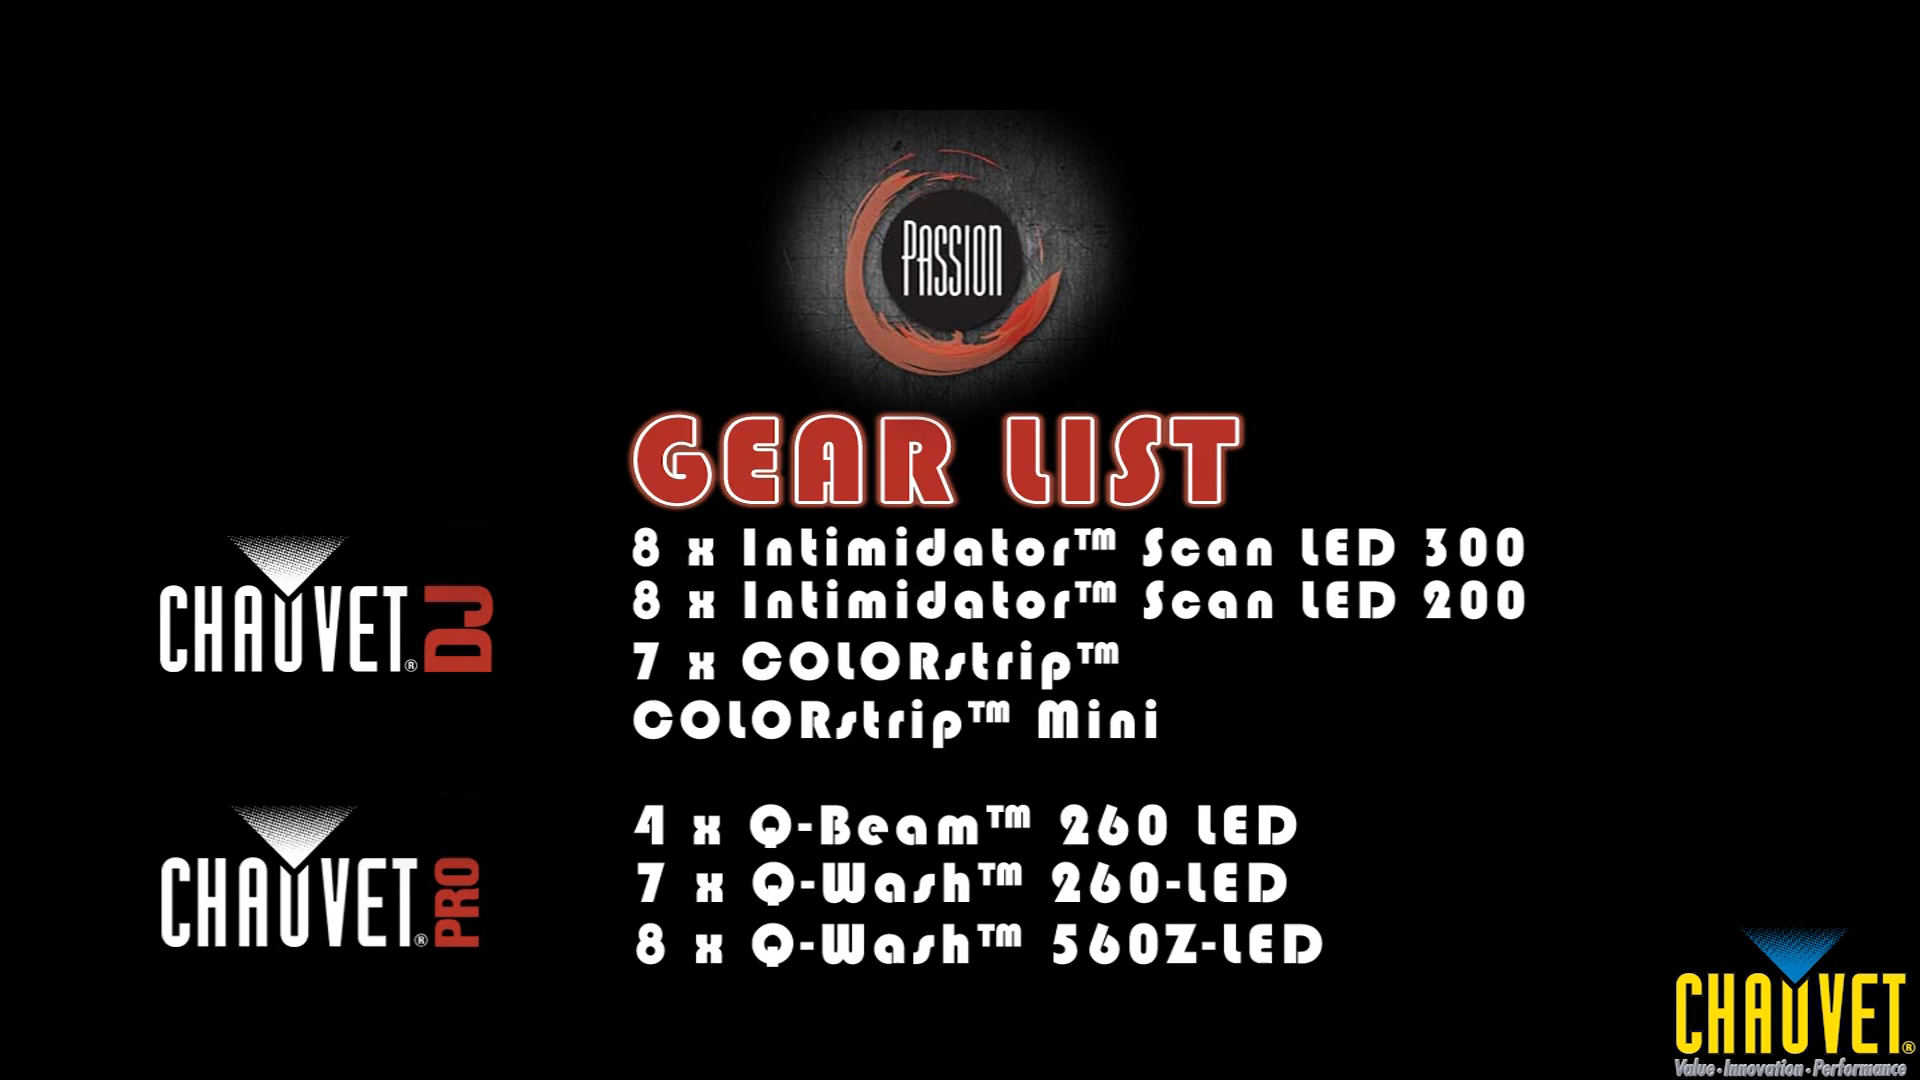 PASSION
GEAR LIST
CHAUVET® DJ
8 x Intimidator™ Scan LED 300
8 x Intimidator™ Scan LED 200
7 x COLORstrip™
COLORstrip™ Mini
CHAUVET® PRO
4 x Q-Beam™ 260 LED
7 x Q-Wash™ 260-LED
8 x Q-Wash™ 560Z-LED
CHAUVET®
Value • Innovation • Performance